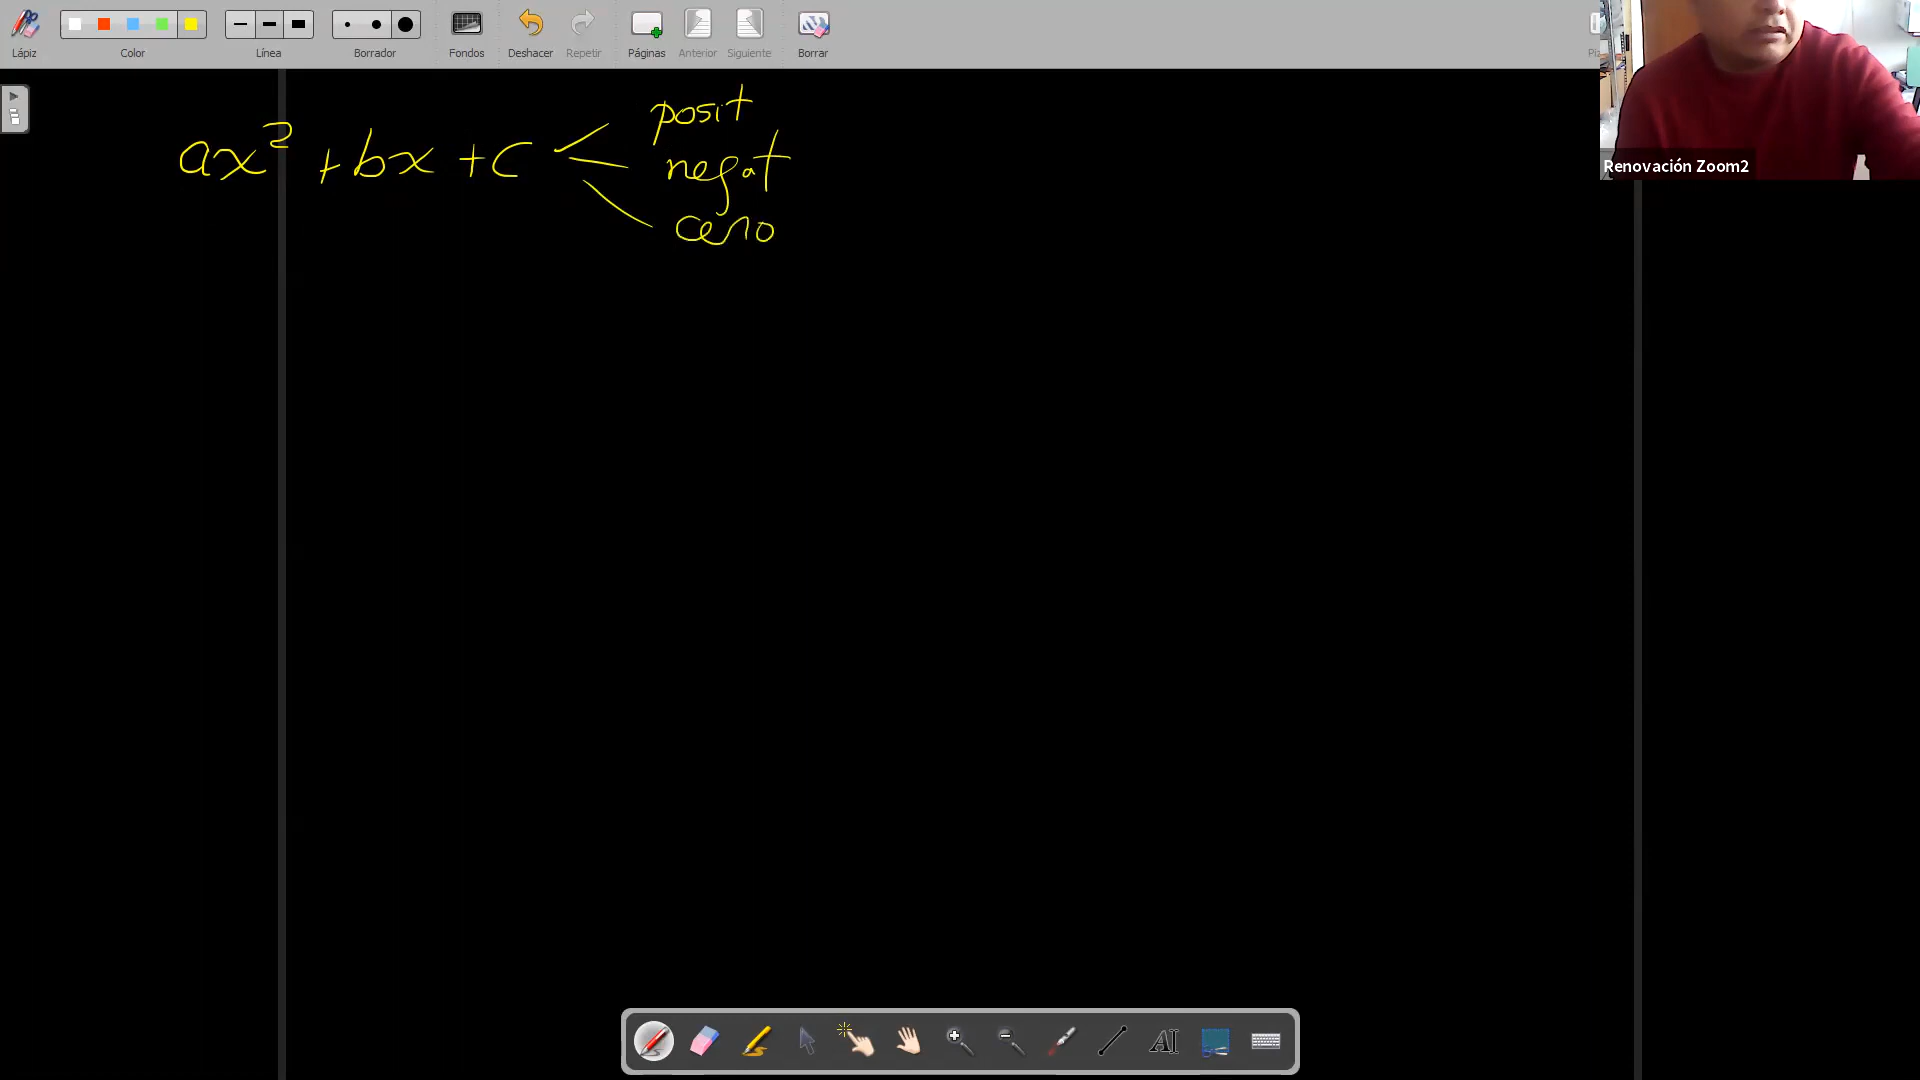 Lápiz Color Línea Borrador Fondos Deshacer Repetir Páginas Anterior Siguiente Borrar
Renovación Zoom2
posit
ax² + bx + c
negat
cero